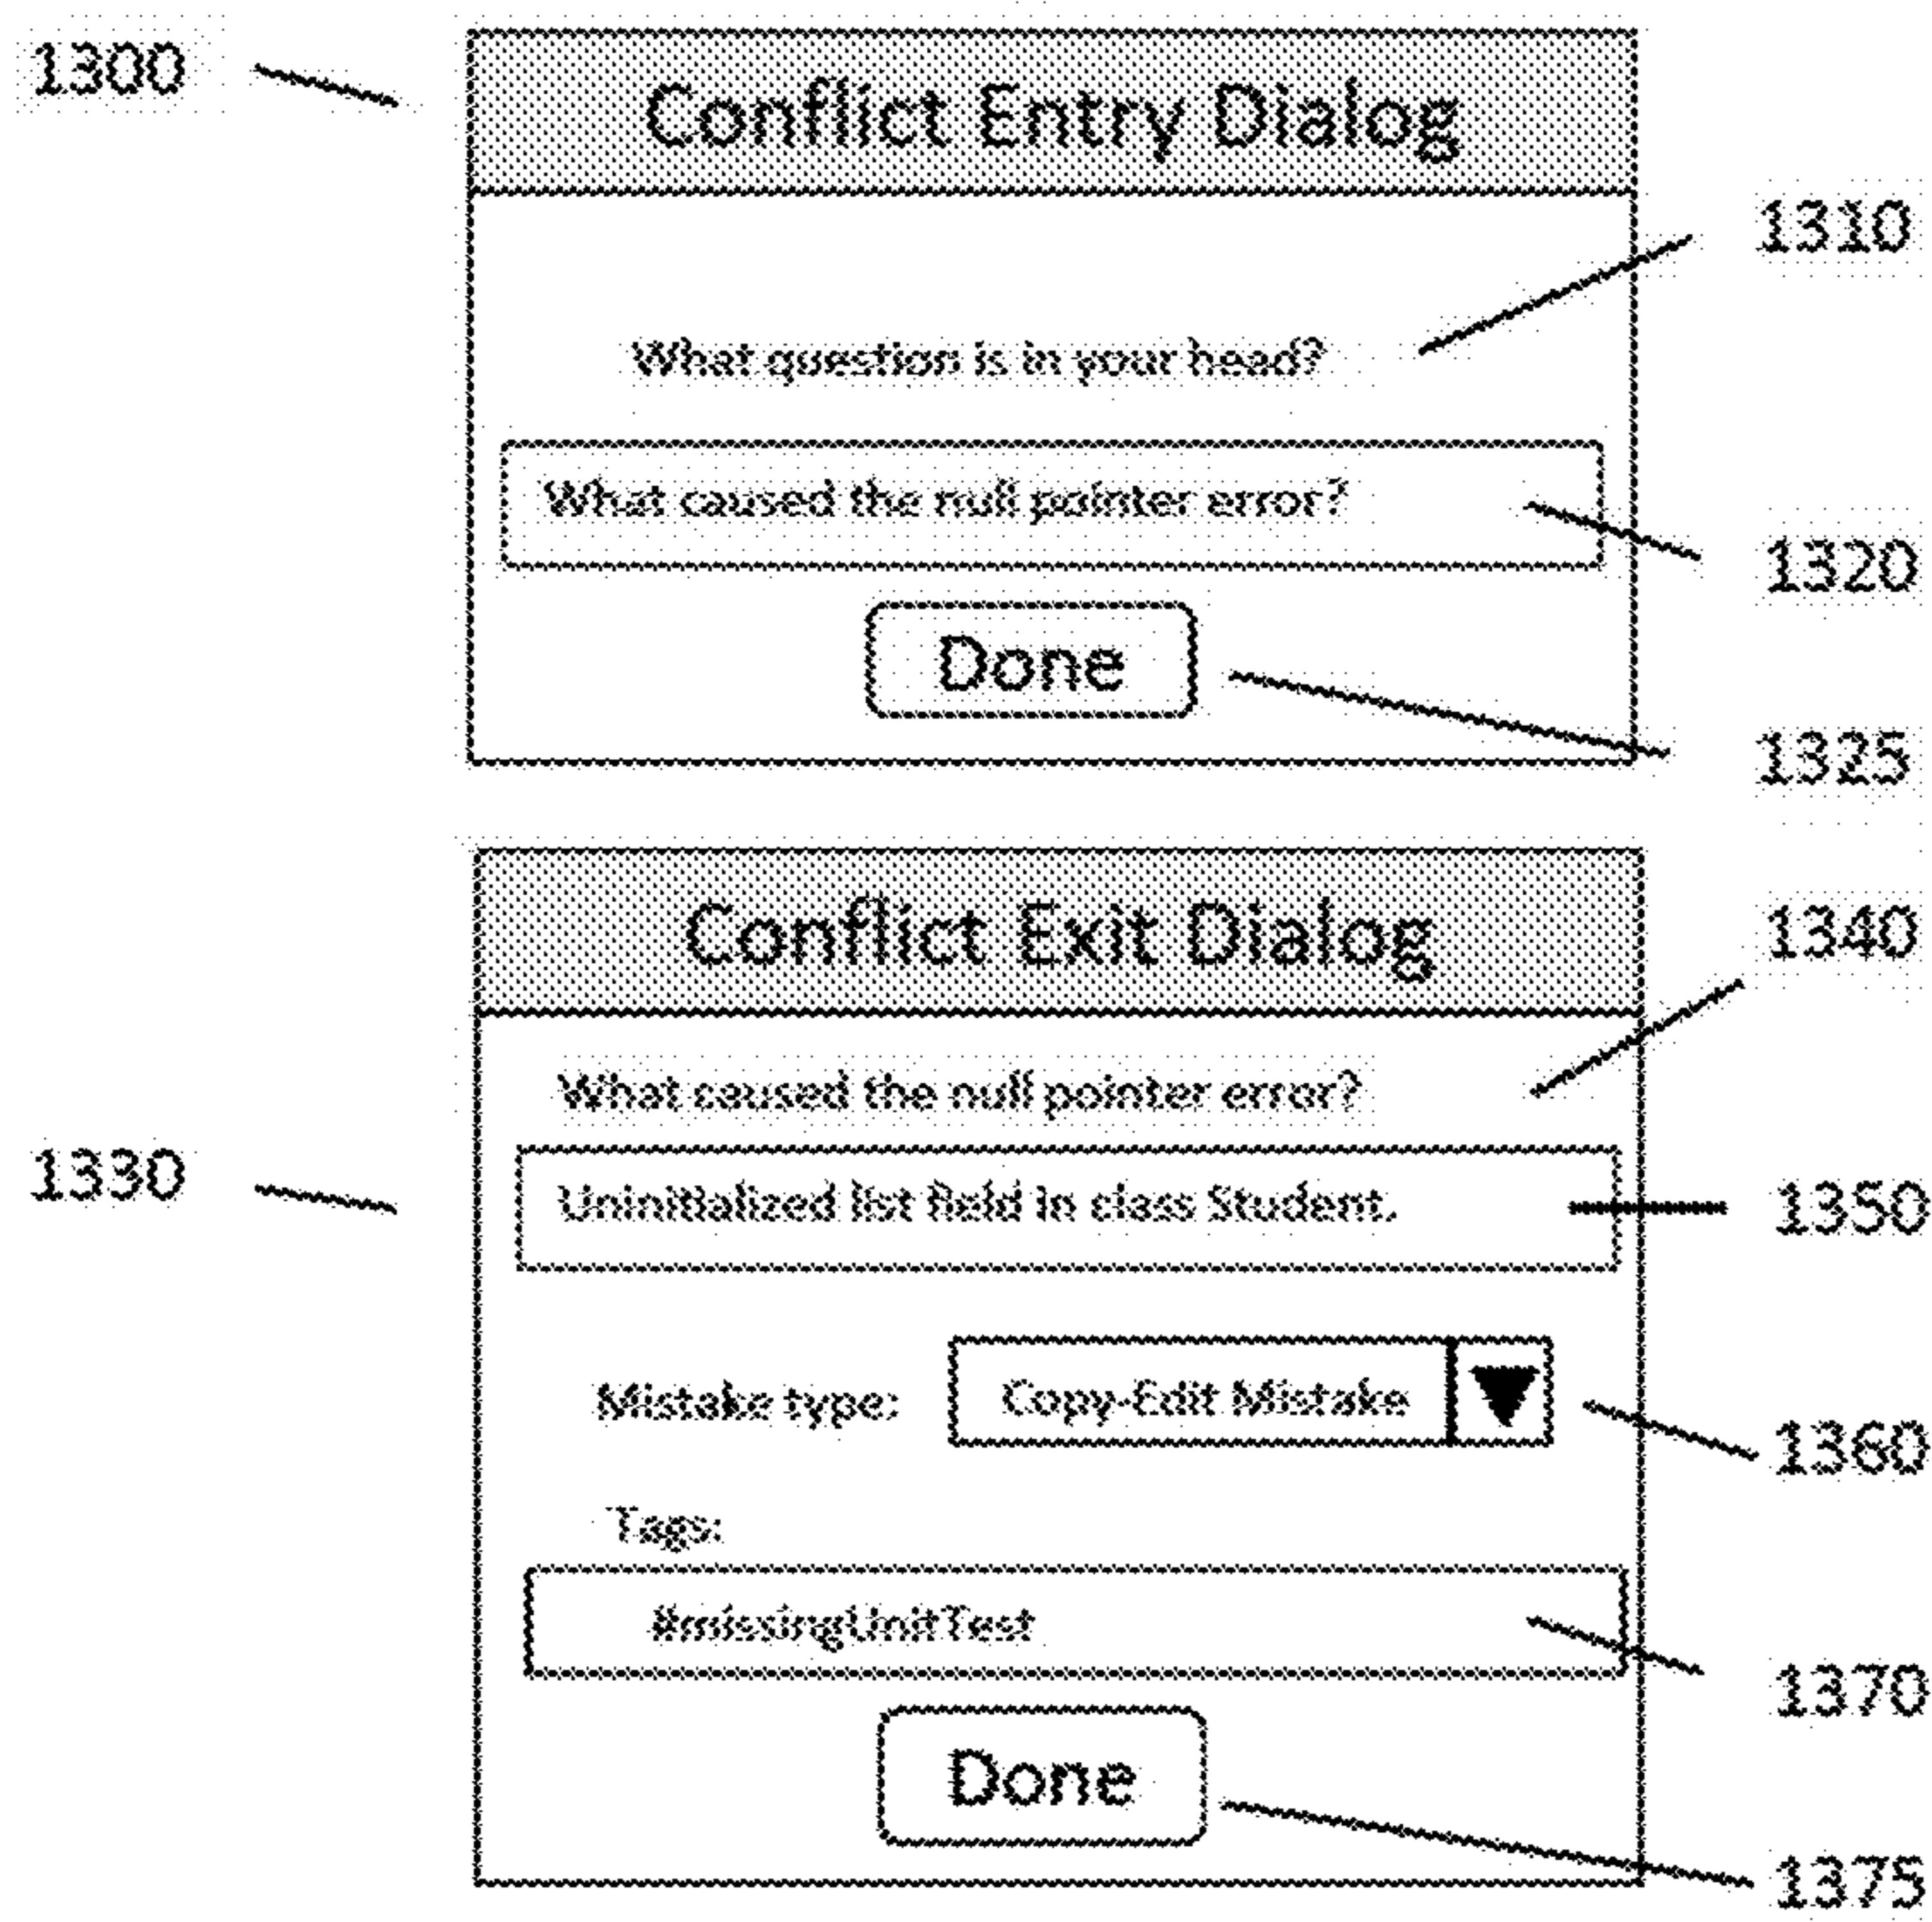 1300
Conflict Entry Dialog
1310
What question is in your head?
What caused the null pointer error?
1320
Done
1325
Conflict Exit Dialog
1340
What caused the null pointer error?
1330
Uninitialized list field in class Student.
1350
Mistake type: Copy-Edit Mistake
1360
Tags:
#missingUnitTest
1370
Done
1375